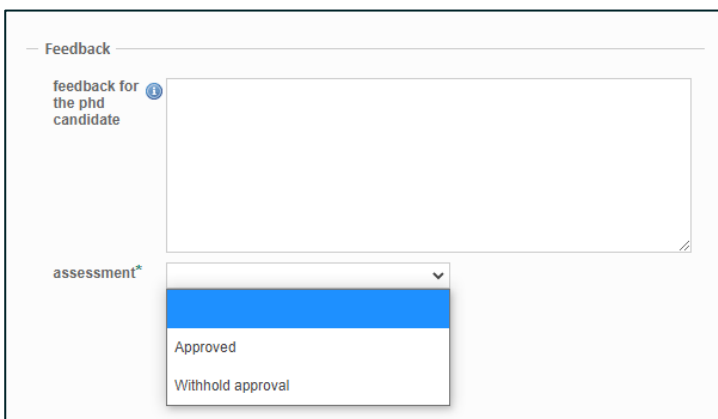 Feedback
feedback for
the phd
candidate
assessment*
Approved
Withhold approval